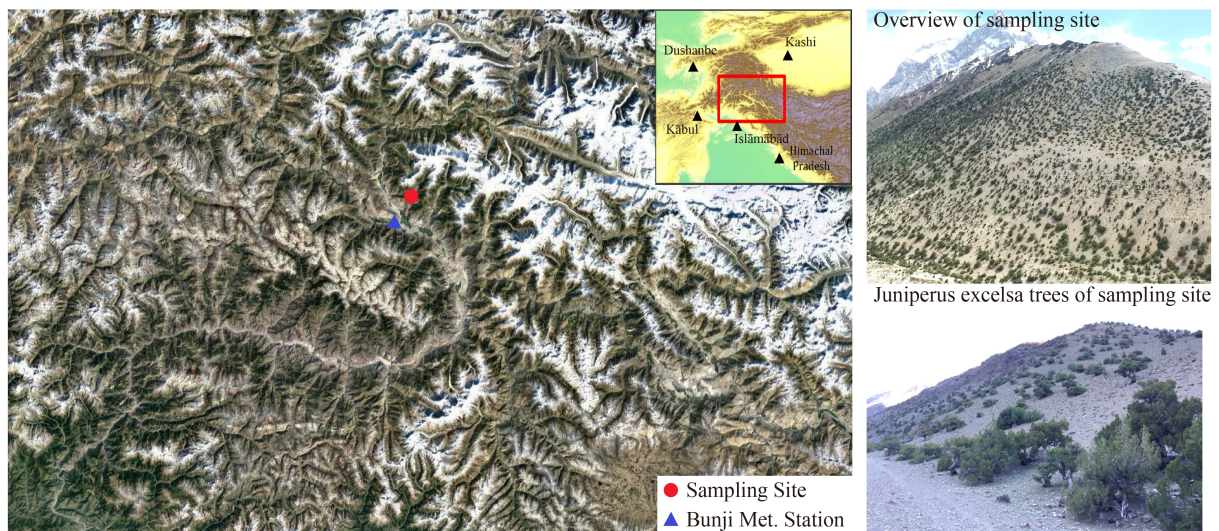 Dushanbe
Kashi
Kābul
Islāmābād
Ilimachal
Pradesh
Sampling Site
Bunji Met. Station
Overview of sampling site
Juniperus excelsa trees of sampling site